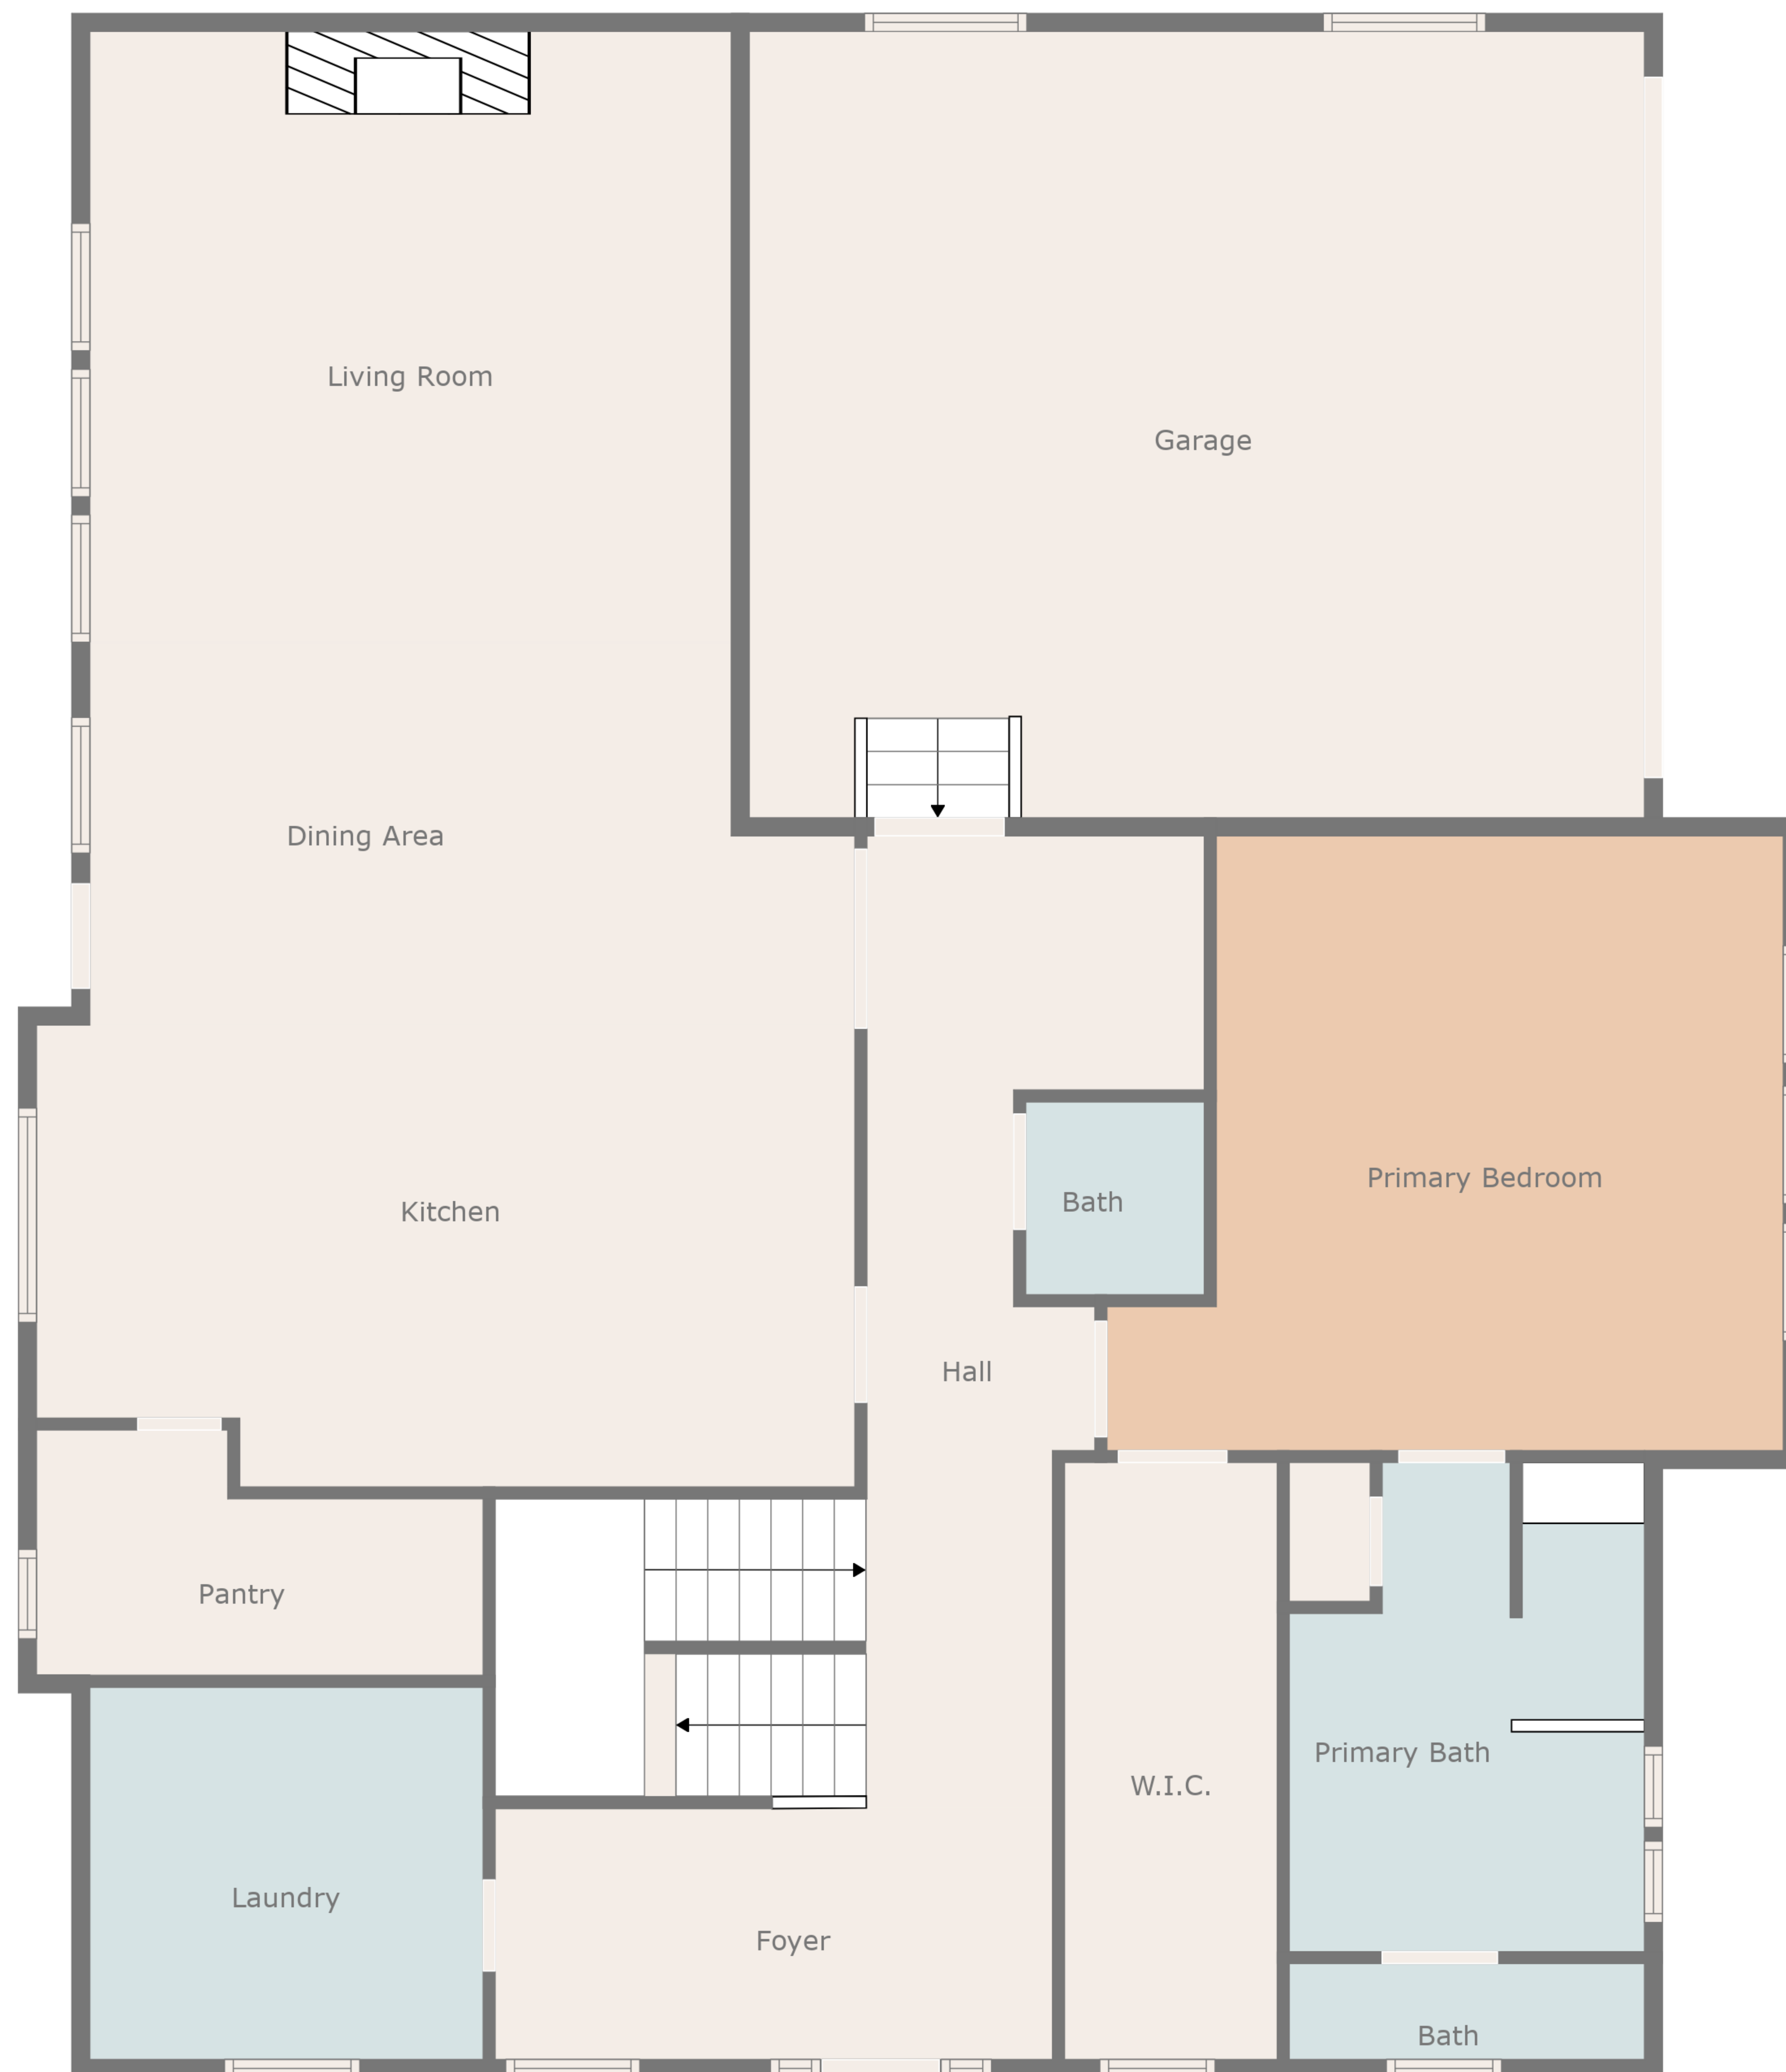 Living Room
Garage
Dining Area
Primary Bedroom
Bath
Kitchen
Hall
Pantry
Primary Bath
W.I.C.
Laundry
Foyer
Bath